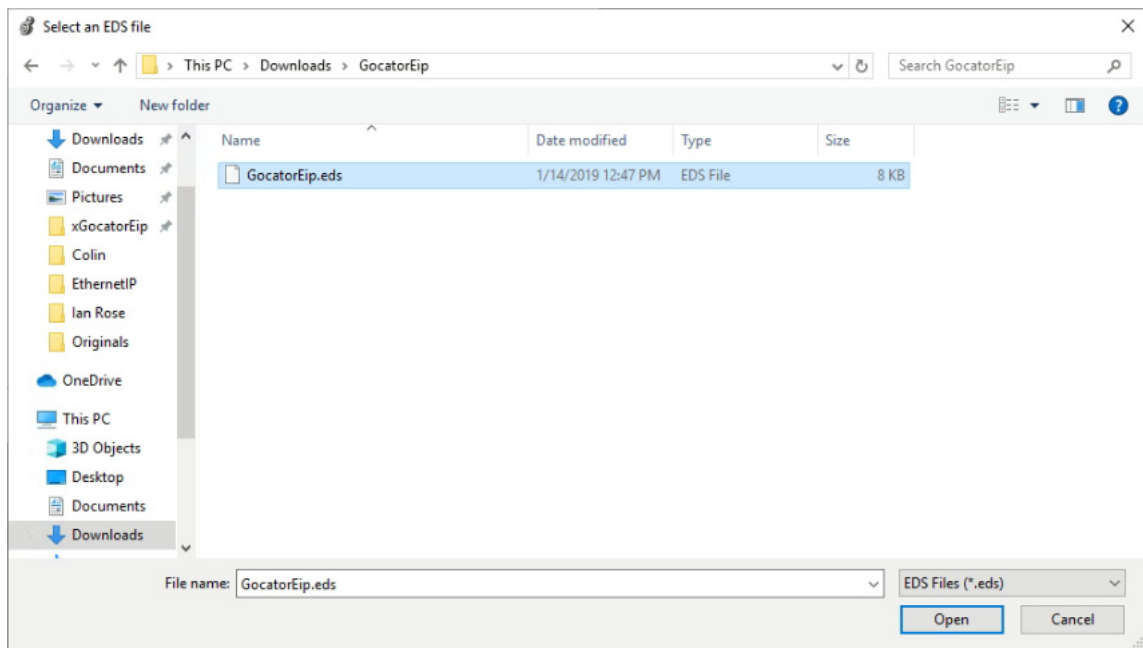 Select an EDS file
This PC > Downloads > GocatorEip
Search GocatorEip
Organize
New folder
Name
Date modified
Type
Size
GocatorEip.eds
1/14/2019 12:47 PM
EDS File
8 KB
Downloads
Documents
Pictures
xGocatorEip
Colin
EthernetIP
Ian Rose
Originals
OneDrive
This PC
3D Objects
Desktop
Documents
Downloads
File name:
GocatorEip.eds
EDS Files (*.eds)
Open
Cancel